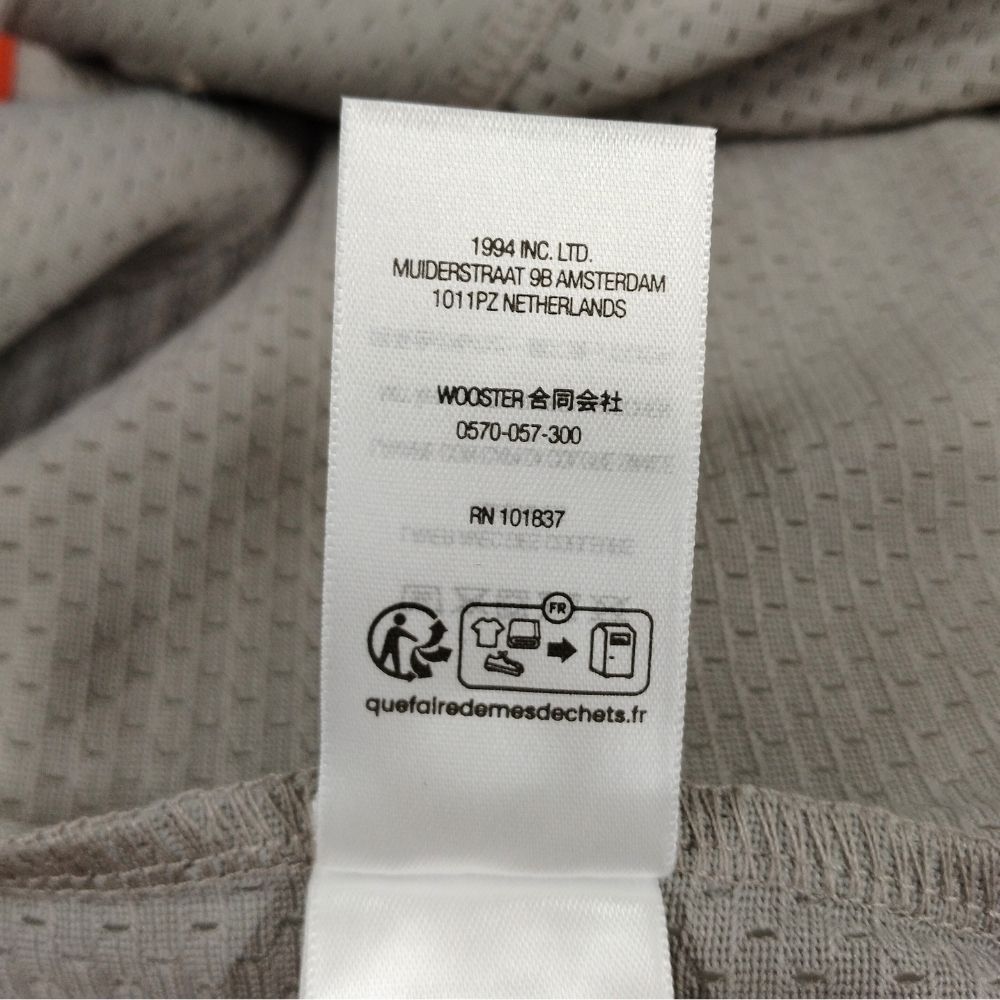 1994 INC. LTD.
MUIDERSTRAAT 9B AMSTERDAM
1011PZ NETHERLANDS
WOOSTER 合同会社
0570-057-300
RN 101837
FR
quefairedemesdechets.fr